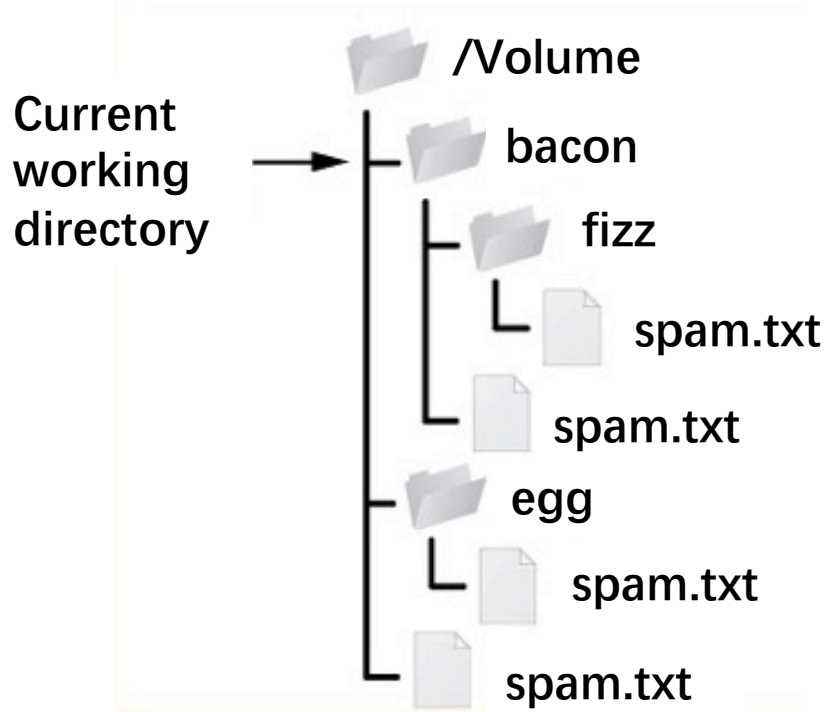 /Volume
Current
working
directory
bacon
fizz
spam.txt
spam.txt
egg
spam.txt
spam.txt